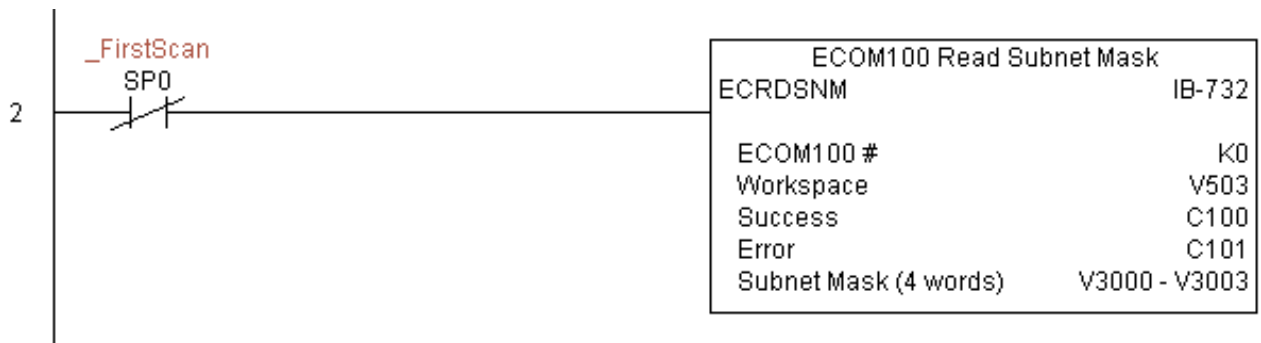 _FirstScan
SP0
2
ECOM100 Read Subnet Mask
ECRDSNM IB-732
ECOM100 # K0
Workspace V503
Success C100
Error C101
Subnet Mask (4 words) V3000 - V3003